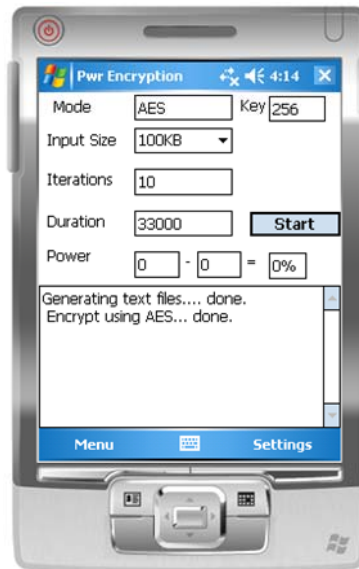 Pwr Encryption 4:14
Mode AES Key 256
Input Size 100KB
Iterations 10
Duration 33000 Start
Power 0 - 0 = 0%
Generating text files.... done.
Encrypt using AES... done.
Menu Settings